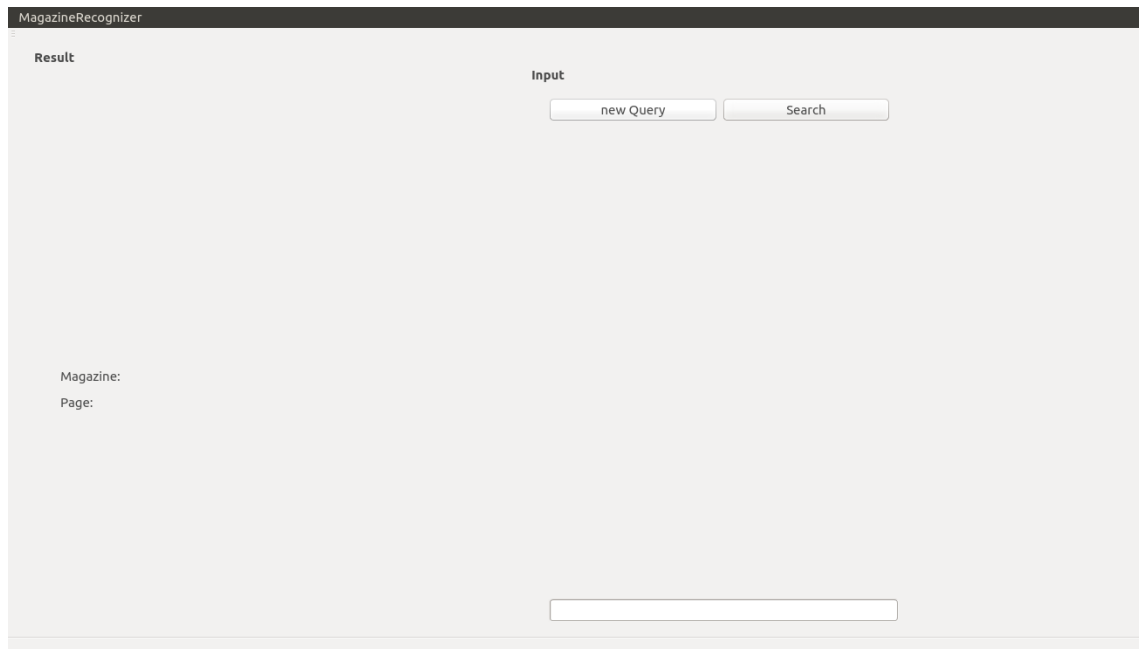 MagazineRecognizer
Result
Input
new Query
Search
Magazine:
Page: